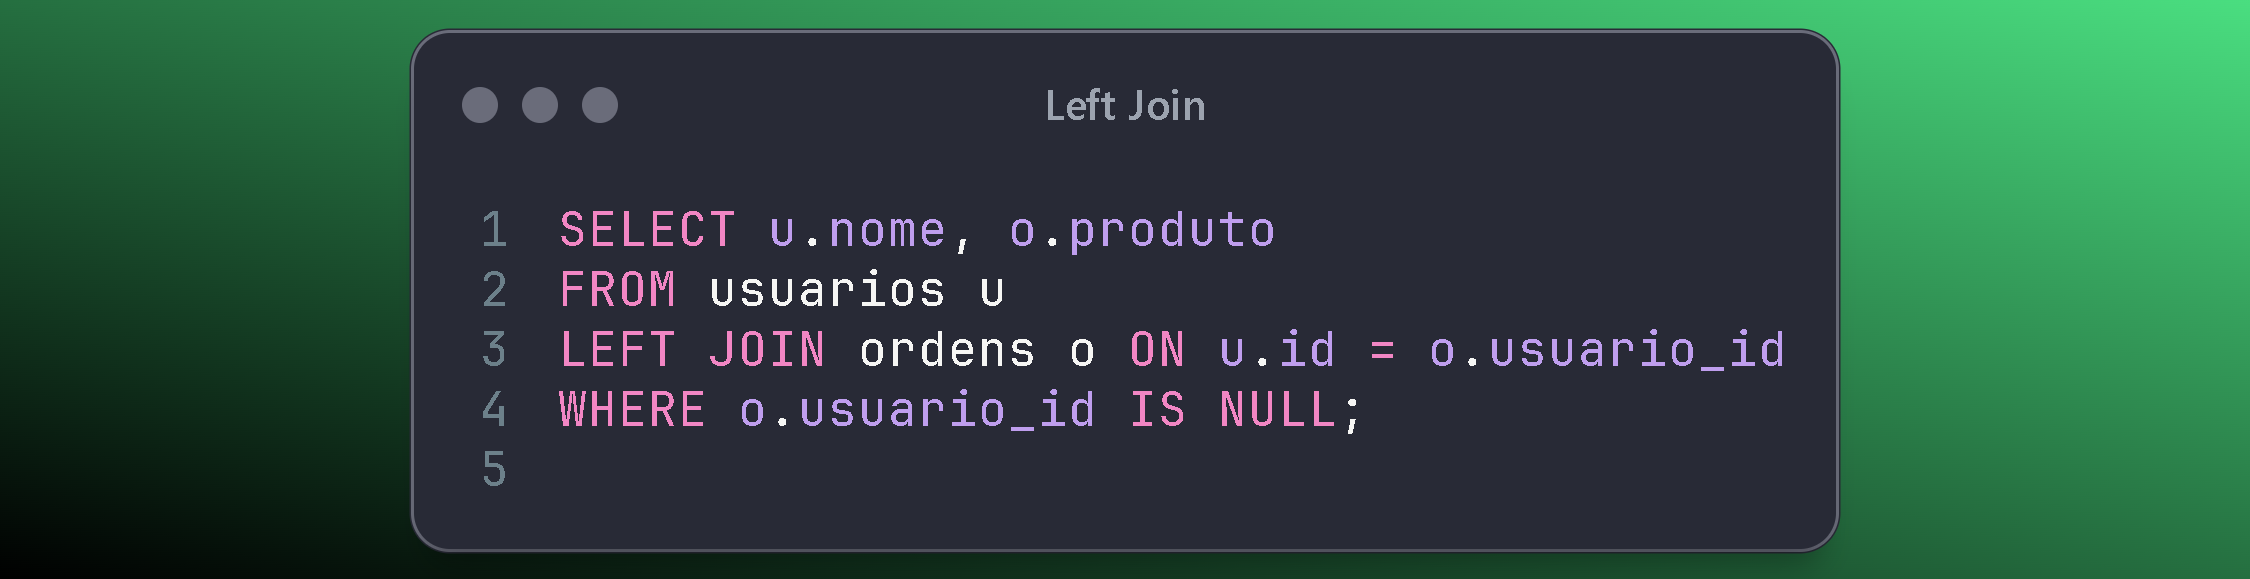 Left Join
1 SELECT u.nome, o.produto
2 FROM usuarios u
3 LEFT JOIN ordens o ON u.id = o.usuario_id
4 WHERE o.usuario_id IS NULL;
5